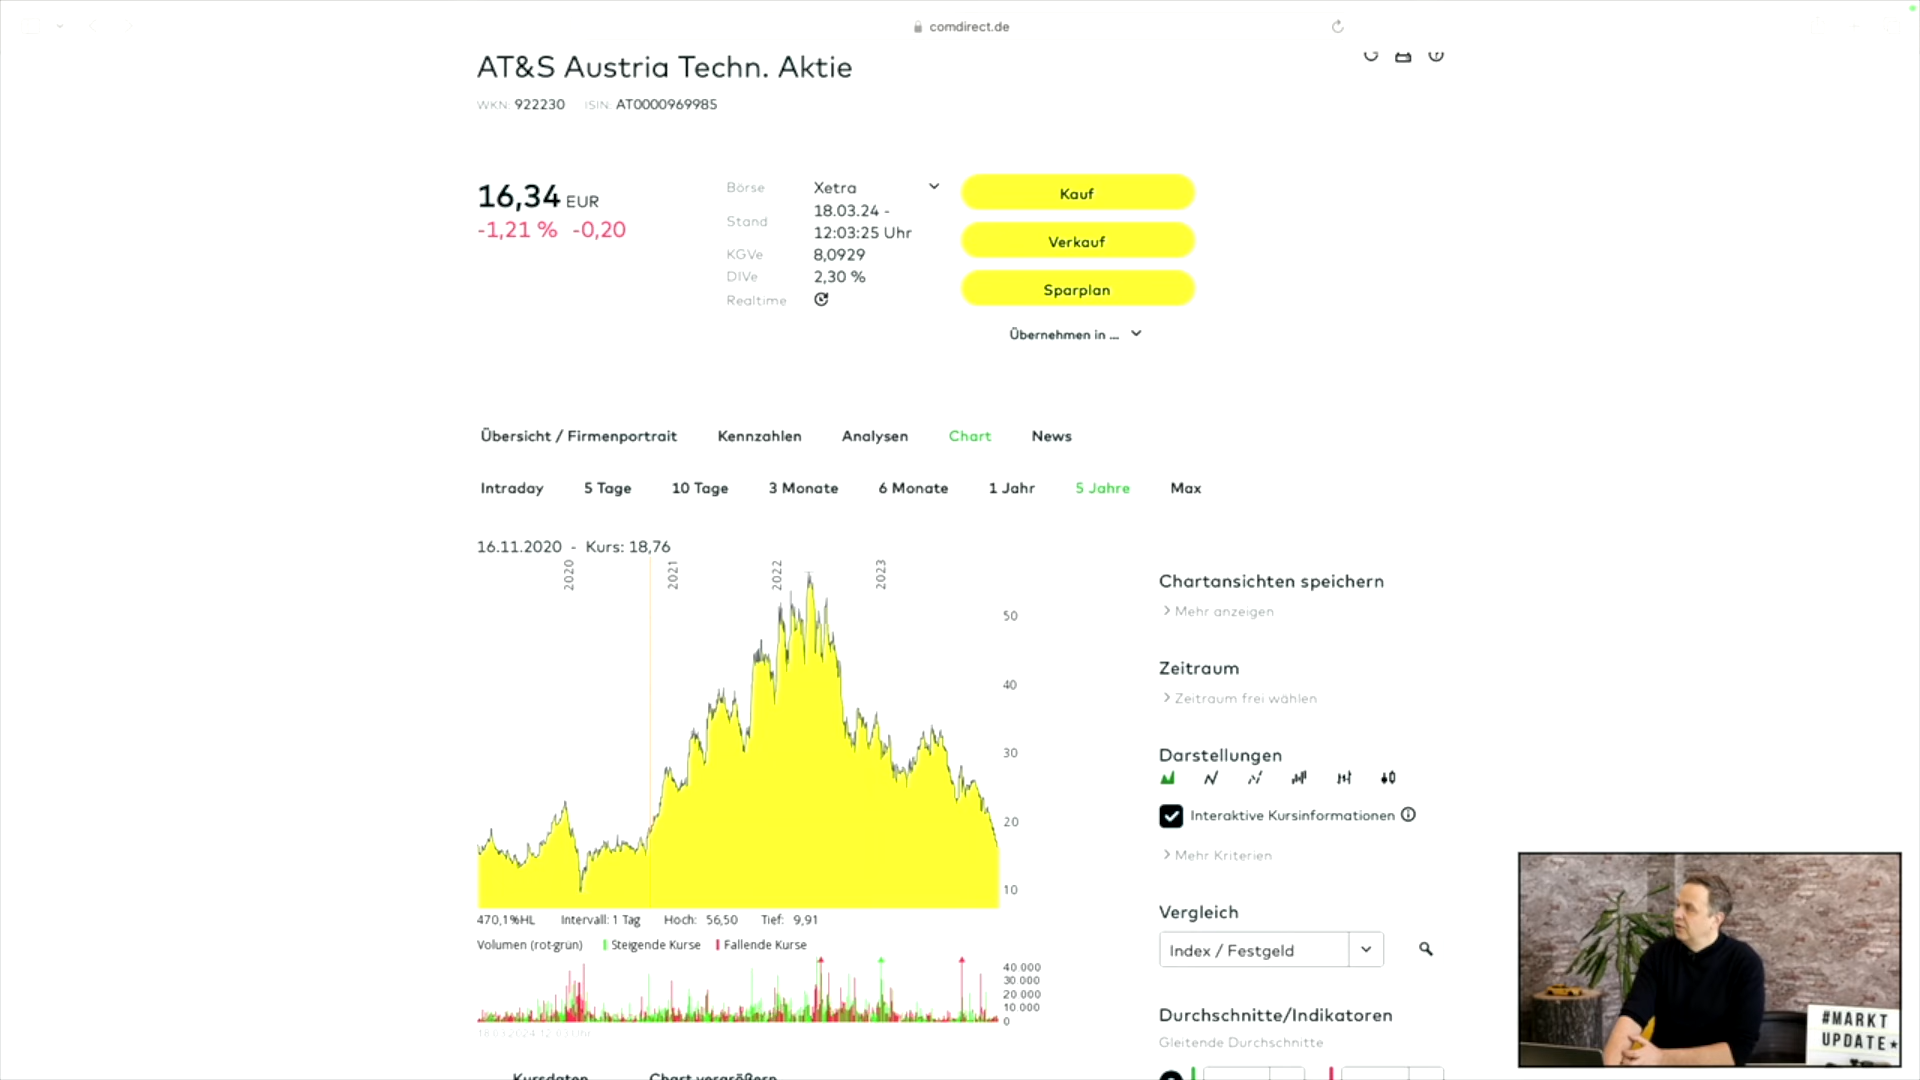 comdirect.de
AT&S Austria Techn. Aktie
WKN: 922230 ISIN: AT0000969985
16,34 EUR
-1,21 % -0,20
Börse Xetra
Stand 18.03.24 -
12:03:25 Uhr
KGVe 8,0929
DIVe 2,30 %
Realtime
Kauf
Verkauf
Sparplan
Übernehmen in ...
Übersicht / Firmenportrait Kennzahlen Analysen Chart News
Intraday 5 Tage 10 Tage 3 Monate 6 Monate 1 Jahr 5 Jahre Max
16.11.2020 - Kurs: 18,76
2020 2021 2022 2023
50
40
30
20
10
470,1%HL Intervall: 1 Tag Hoch: 56,50 Tief: 9,91
Volumen (rot-grün) Steigende Kurse Fallende Kurse
40 000
30 000
20 000
10 000
0
Kursdaten Chart vergrößern
Chartansichten speichern
Mehr anzeigen
Zeitraum
Zeitraum frei wählen
Darstellungen
Interaktive Kursinformationen
Mehr Kriterien
Vergleich
Index / Festgeld
Durchschnitte/Indikatoren
Gleitende Durchschnitte
#MARKT
UPDATE